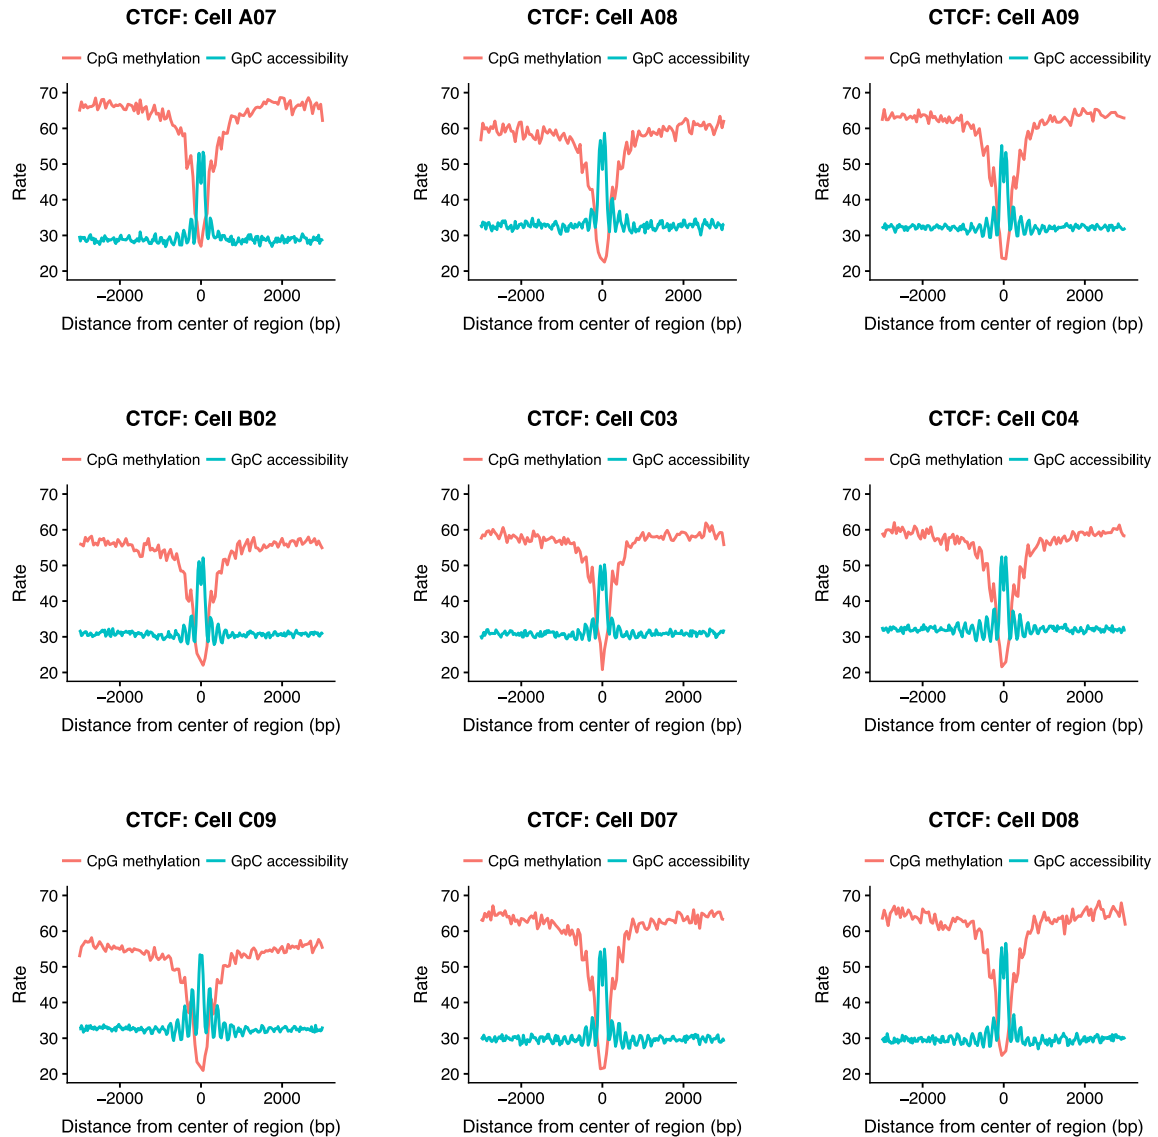 CTCF: Cell A07
CpG methylation GpC accessibility
70
60
50
40
30
20
Rate
−2000 0 2000
Distance from center of region (bp)
CTCF: Cell A08
CpG methylation GpC accessibility
70
60
50
40
30
20
Rate
−2000 0 2000
Distance from center of region (bp)
CTCF: Cell A09
CpG methylation GpC accessibility
70
60
50
40
30
20
Rate
−2000 0 2000
Distance from center of region (bp)
CTCF: Cell B02
CpG methylation GpC accessibility
70
60
50
40
30
20
Rate
−2000 0 2000
Distance from center of region (bp)
CTCF: Cell C03
CpG methylation GpC accessibility
70
60
50
40
30
20
Rate
−2000 0 2000
Distance from center of region (bp)
CTCF: Cell C04
CpG methylation GpC accessibility
70
60
50
40
30
20
Rate
−2000 0 2000
Distance from center of region (bp)
CTCF: Cell C09
CpG methylation GpC accessibility
70
60
50
40
30
20
Rate
−2000 0 2000
Distance from center of region (bp)
CTCF: Cell D07
CpG methylation GpC accessibility
70
60
50
40
30
20
Rate
−2000 0 2000
Distance from center of region (bp)
CTCF: Cell D08
CpG methylation GpC accessibility
70
60
50
40
30
20
Rate
−2000 0 2000
Distance from center of region (bp)